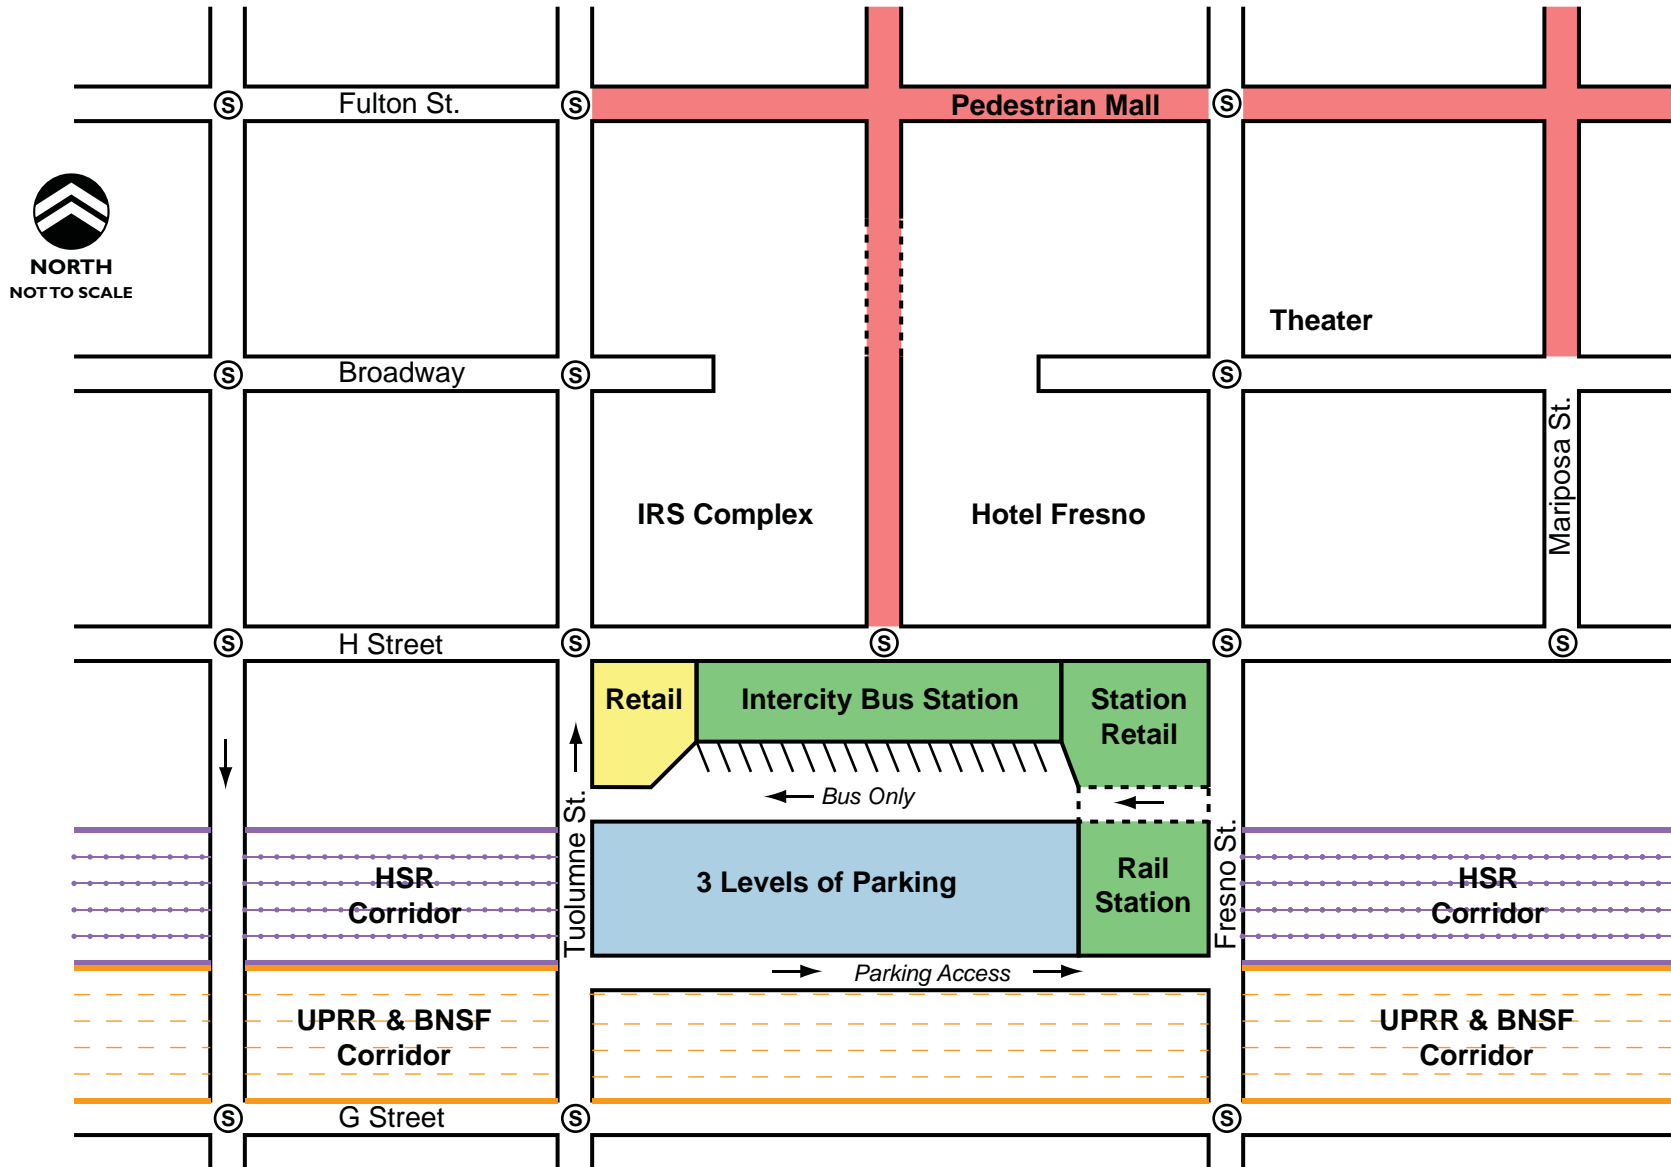 S
Fulton St.
S
Pedestrian Mall
S
NORTH
NOT TO SCALE
Theater
S
Broadway
S
S
Mariposa St.
IRS Complex
Hotel Fresno
S
H Street
S
S
S
S
Retail
Intercity Bus Station
Station
Retail
Bus Only
Tuolumne St.
Fresno St.
HSR
Corridor
3 Levels of Parking
Rail
Station
HSR
Corridor
Parking Access
UPRR & BNSF
Corridor
UPRR & BNSF
Corridor
S
G Street
S
S